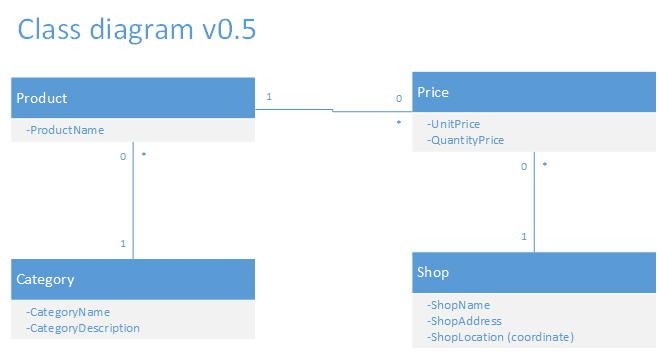 Class diagram v0.5
Product
-ProductName
1
0
*
Price
-UnitPrice
-QuantityPrice
0 *
1
0 *
1
Category
-CategoryName
-CategoryDescription
Shop
-ShopName
-ShopAddress
-ShopLocation (coordinate)